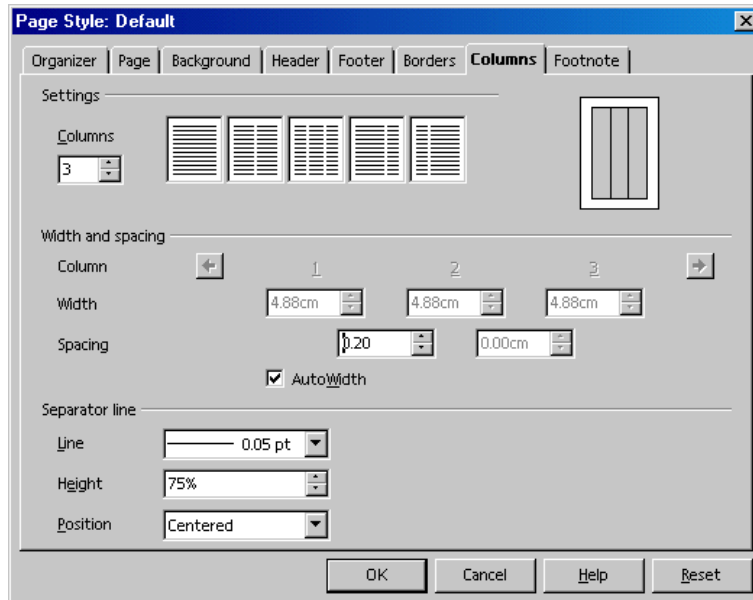 Page Style: Default
Organizer Page Background Header Footer Borders Columns Footnote
Settings
Columns
3
Width and spacing
Column 1 2 3
Width 4.88cm 4.88cm 4.88cm
Spacing 0.20 0.00cm
AutoWidth
Separator line
Line 0.05 pt
Height 75%
Position Centered
OK Cancel Help Reset